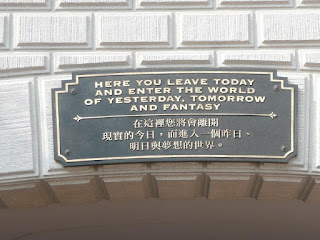 HERE YOU LEAVE TODAY
AND ENTER THE WORLD
OF YESTERDAY, TOMORROW
AND FANTASY
在這裡您將會離開
現實的今日，而進入一個昨日、
明日與夢想的世界。